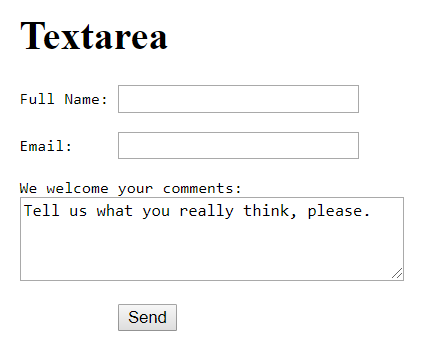 Textarea
Full Name:
Email:
We welcome your comments:
Tell us what you really think, please.
Send